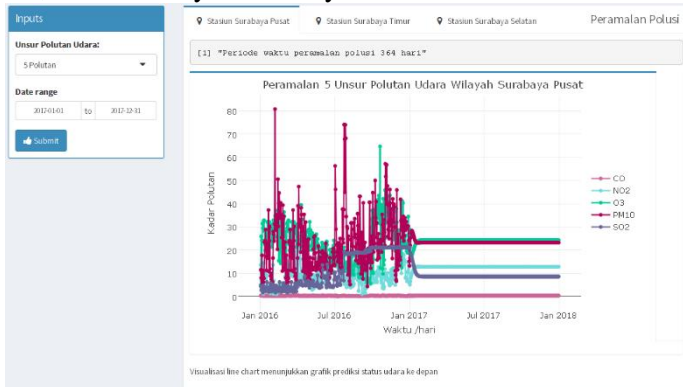 Inputs
Unsur Polutan Udara:
5 Polutan
Date range
2017-01-01 to 2017-12-31
Submit
Stasiun Surabaya Pusat Stasiun Surabaya Timur Stasiun Surabaya Selatan Peramalan Polusi
[1] "Periode waktu peramalan polusi 364 hari"
Peramalan 5 Unsur Polutan Udara Wilayah Surabaya Pusat
Kadar Polutan
80
70
60
50
40
30
20
10
0
CO
NO2
O3
PM10
SO2
Jan 2016 Jul 2016 Jan 2017 Jul 2017 Jan 2018
Waktu /hari
Visualisasi line chart menunjukkan grafik prediksi status udara ke depan